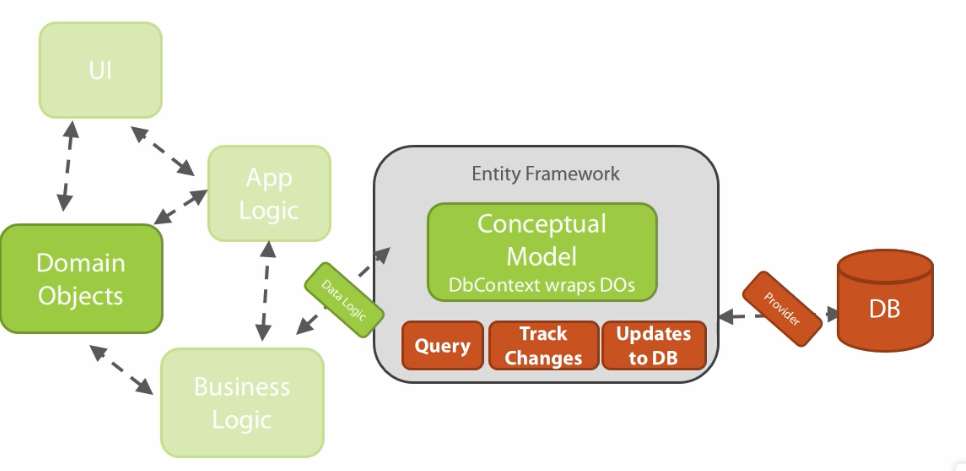 UI
App
Logic
Domain
Objects
Business
Logic
Data Logic
Entity Framework
Conceptual
Model
DbContext wraps DOs
Query
Track
Changes
Updates
to DB
Provider
DB